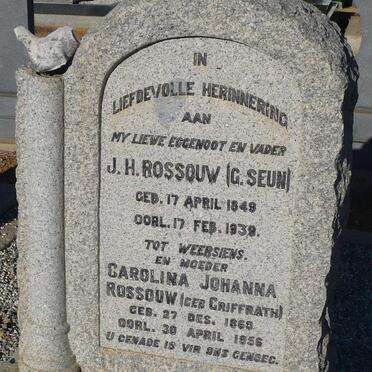 IN
LIEFDEVOLLE HERINNERING
AAN
MY LIEWE EGGENOOT EN VADER
J. H. ROSSOUW (G. SEUN)
GEB. 17 APRIL 1849
OORL. 17 FEB. 1939.
TOT WEERSIENS.
EN MOEDER
CAROLINA JOHANNA
ROSSOUW (GEB GRIFFRATH)
GEB. 27 DES. 1868
OORL. 30 APRIL 1956
U GENADE IS VIR ONS GENOEG.